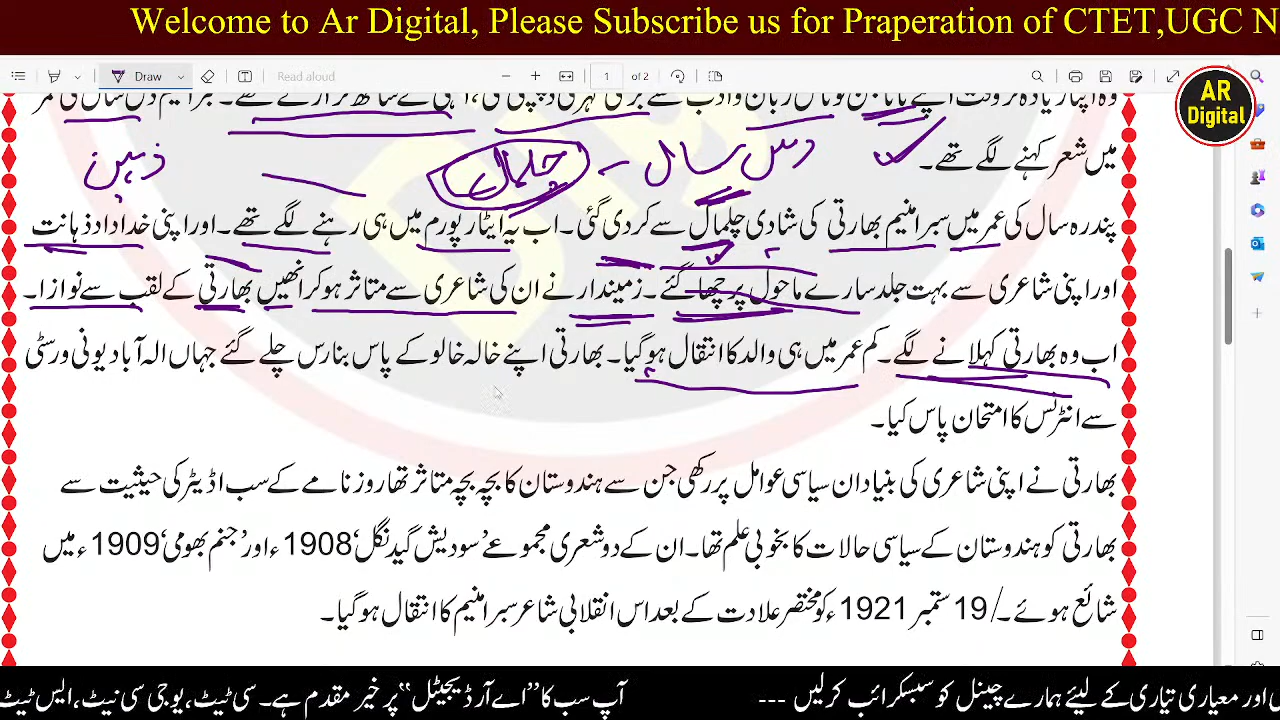 Welcome to Ar Digital, Please Subscribe us for Praperation of CTET,UGC N
Draw
Read aloud
1
of 2
AR
Digital
میں شعر کہنے لگے تھے۔
دس سال
چلمال
ذہین
پندرہ سال کی عمر میں سبرامنیم بھارتی کی شادی چلمال سے کردی گئی۔ اب یہ ایٹار پورم میں ہی رہنے لگے تھے۔ اور اپنی خداداد ذہانت
اور اپنی شاعری سے بہت جلد سارے ماحول پر چھا گئے۔ زمیندار نے ان کی شاعری سے متاثر ہوکر انھیں بھارتی کے لقب سے نوازا۔
اب وہ بھارتی کہلانے لگے۔ کم عمر میں ہی والد کا انتقال ہوگیا۔ بھارتی اپنے خالہ خالو کے پاس بنارس چلے گئے جہاں الہ آباد یونی ورسٹی
سے انٹرنس کا امتحان پاس کیا۔
بھارتی نے اپنی شاعری کی بنیاد ان سیاسی عوامل پر رکھی جن سے ہندوستان کا بچہ بچہ متاثر تھا روزنامے کے سب اڈیٹر کی حیثیت سے
بھارتی کو ہندوستان کے سیاسی حالات کا بخوبی علم تھا۔ ان کے دو شعری مجموعے ’سودیش گیدنگل‘ 1908ء اور ’جنم بھومی‘ 1909ء میں
شائع ہوئے۔/19 ستمبر 1921ء کو مختصر علادت کے بعد اس انقلابی شاعر سبرامنیم کا انتقال ہوگیا۔
ی اور معیاری تیاری کے لیئے ہمارے چینل کو سبسکرائب کرلیں ---
آپ سب کا ”اے آر ڈیجیٹل“ پر خیر مقدم ہے۔ سی ٹیٹ، یو جی سی نیٹ، ایس ٹیٹ